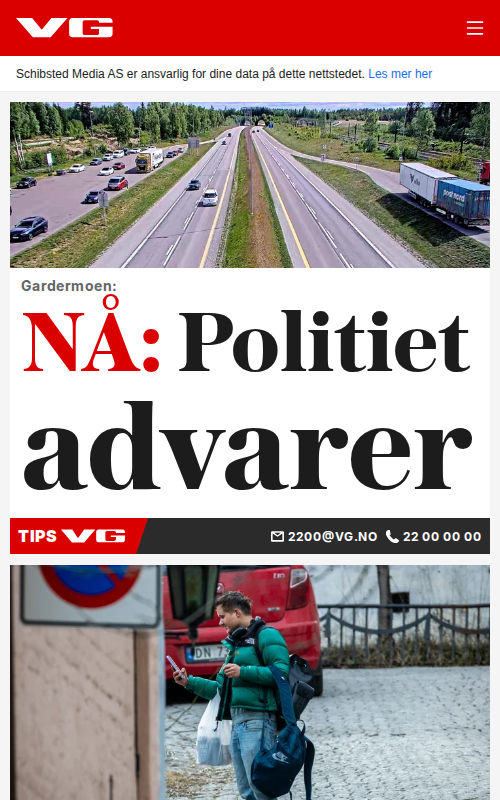 VG
Schibsted Media AS er ansvarlig for dine data på dette nettstedet. Les mer her
postnord
Gardermoen:
NÅ: Politiet
advarer
TIPS VG 2200@VG.NO 22 00 00 00